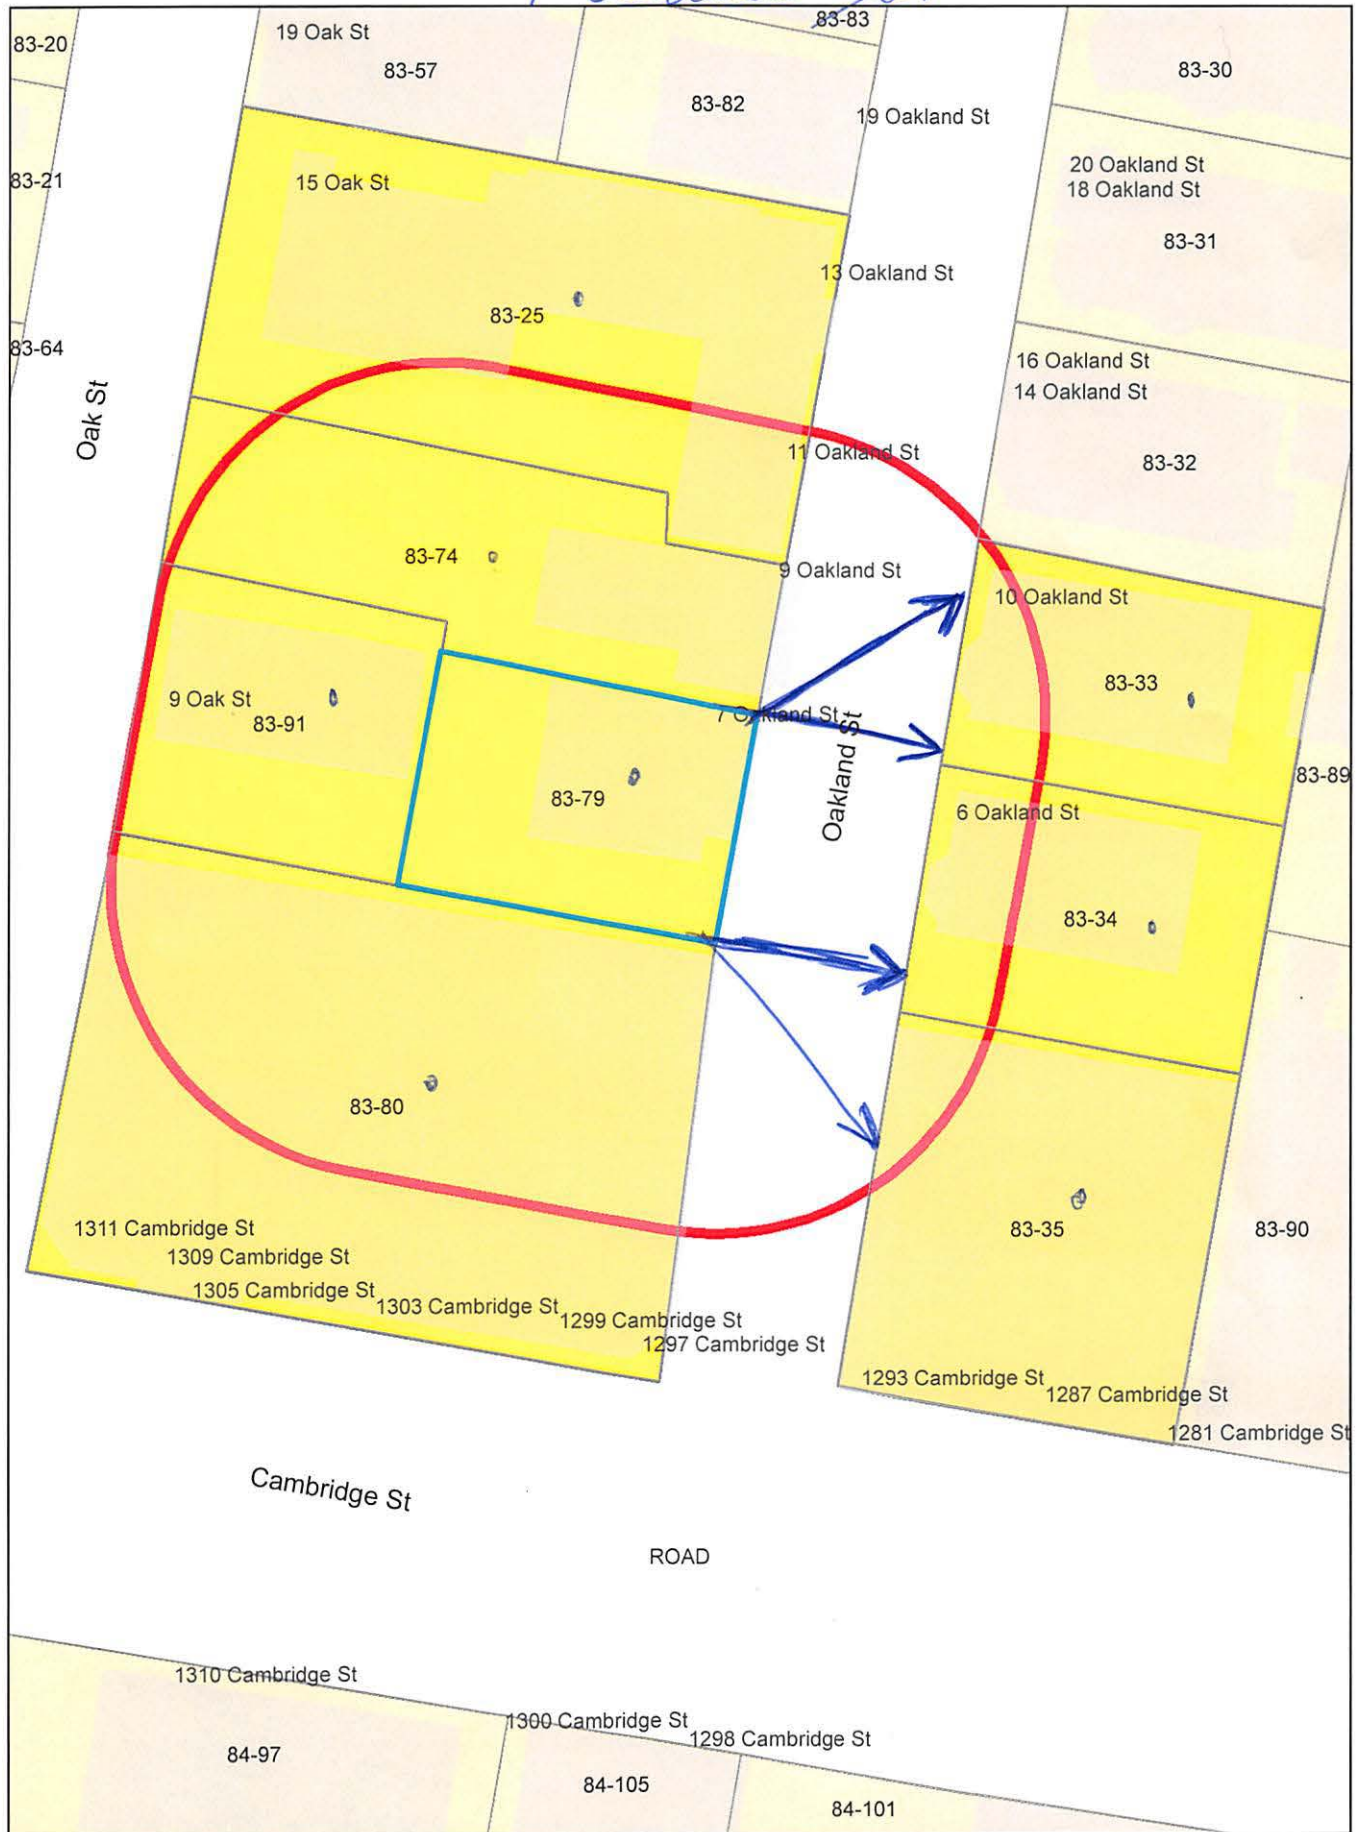 83-20
19 Oak St
83-57
83-83
83-82
19 Oakland St
83-30
83-21
15 Oak St
20 Oakland St
18 Oakland St
83-31
13 Oakland St
83-25
83-64
16 Oakland St
14 Oakland St
Oak St
11 Oakland St
83-32
83-74
9 Oakland St
10 Oakland St
9 Oak St
83-91
7 Oakland St
83-33
83-79
Oakland St
83-89
6 Oakland St
83-34
83-80
1311 Cambridge St
83-35
83-90
1309 Cambridge St
1305 Cambridge St
1303 Cambridge St
1299 Cambridge St
1297 Cambridge St
1293 Cambridge St
1287 Cambridge St
1281 Cambridge St
Cambridge St
ROAD
1310 Cambridge St
1300 Cambridge St
1298 Cambridge St
84-97
84-105
84-101